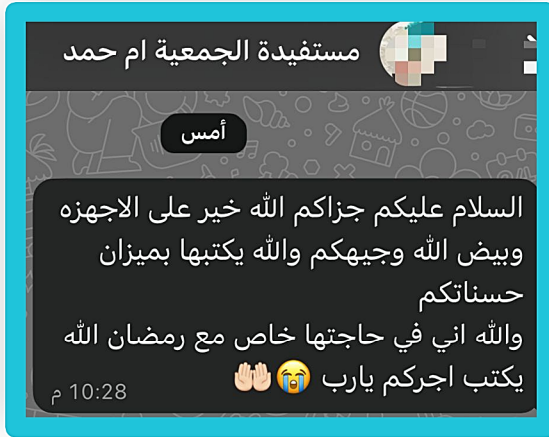 مستفيدة الجمعية ام حمد
أمس
السلام عليكم جزاكم الله خير على الاجهزه
وبيض الله وجيهكم والله يكتبها بميزان
حسناتكم
والله اني في حاجتها خاص مع رمضان الله
يكتب اجركم يارب 😭🤲🏻
10:28 م